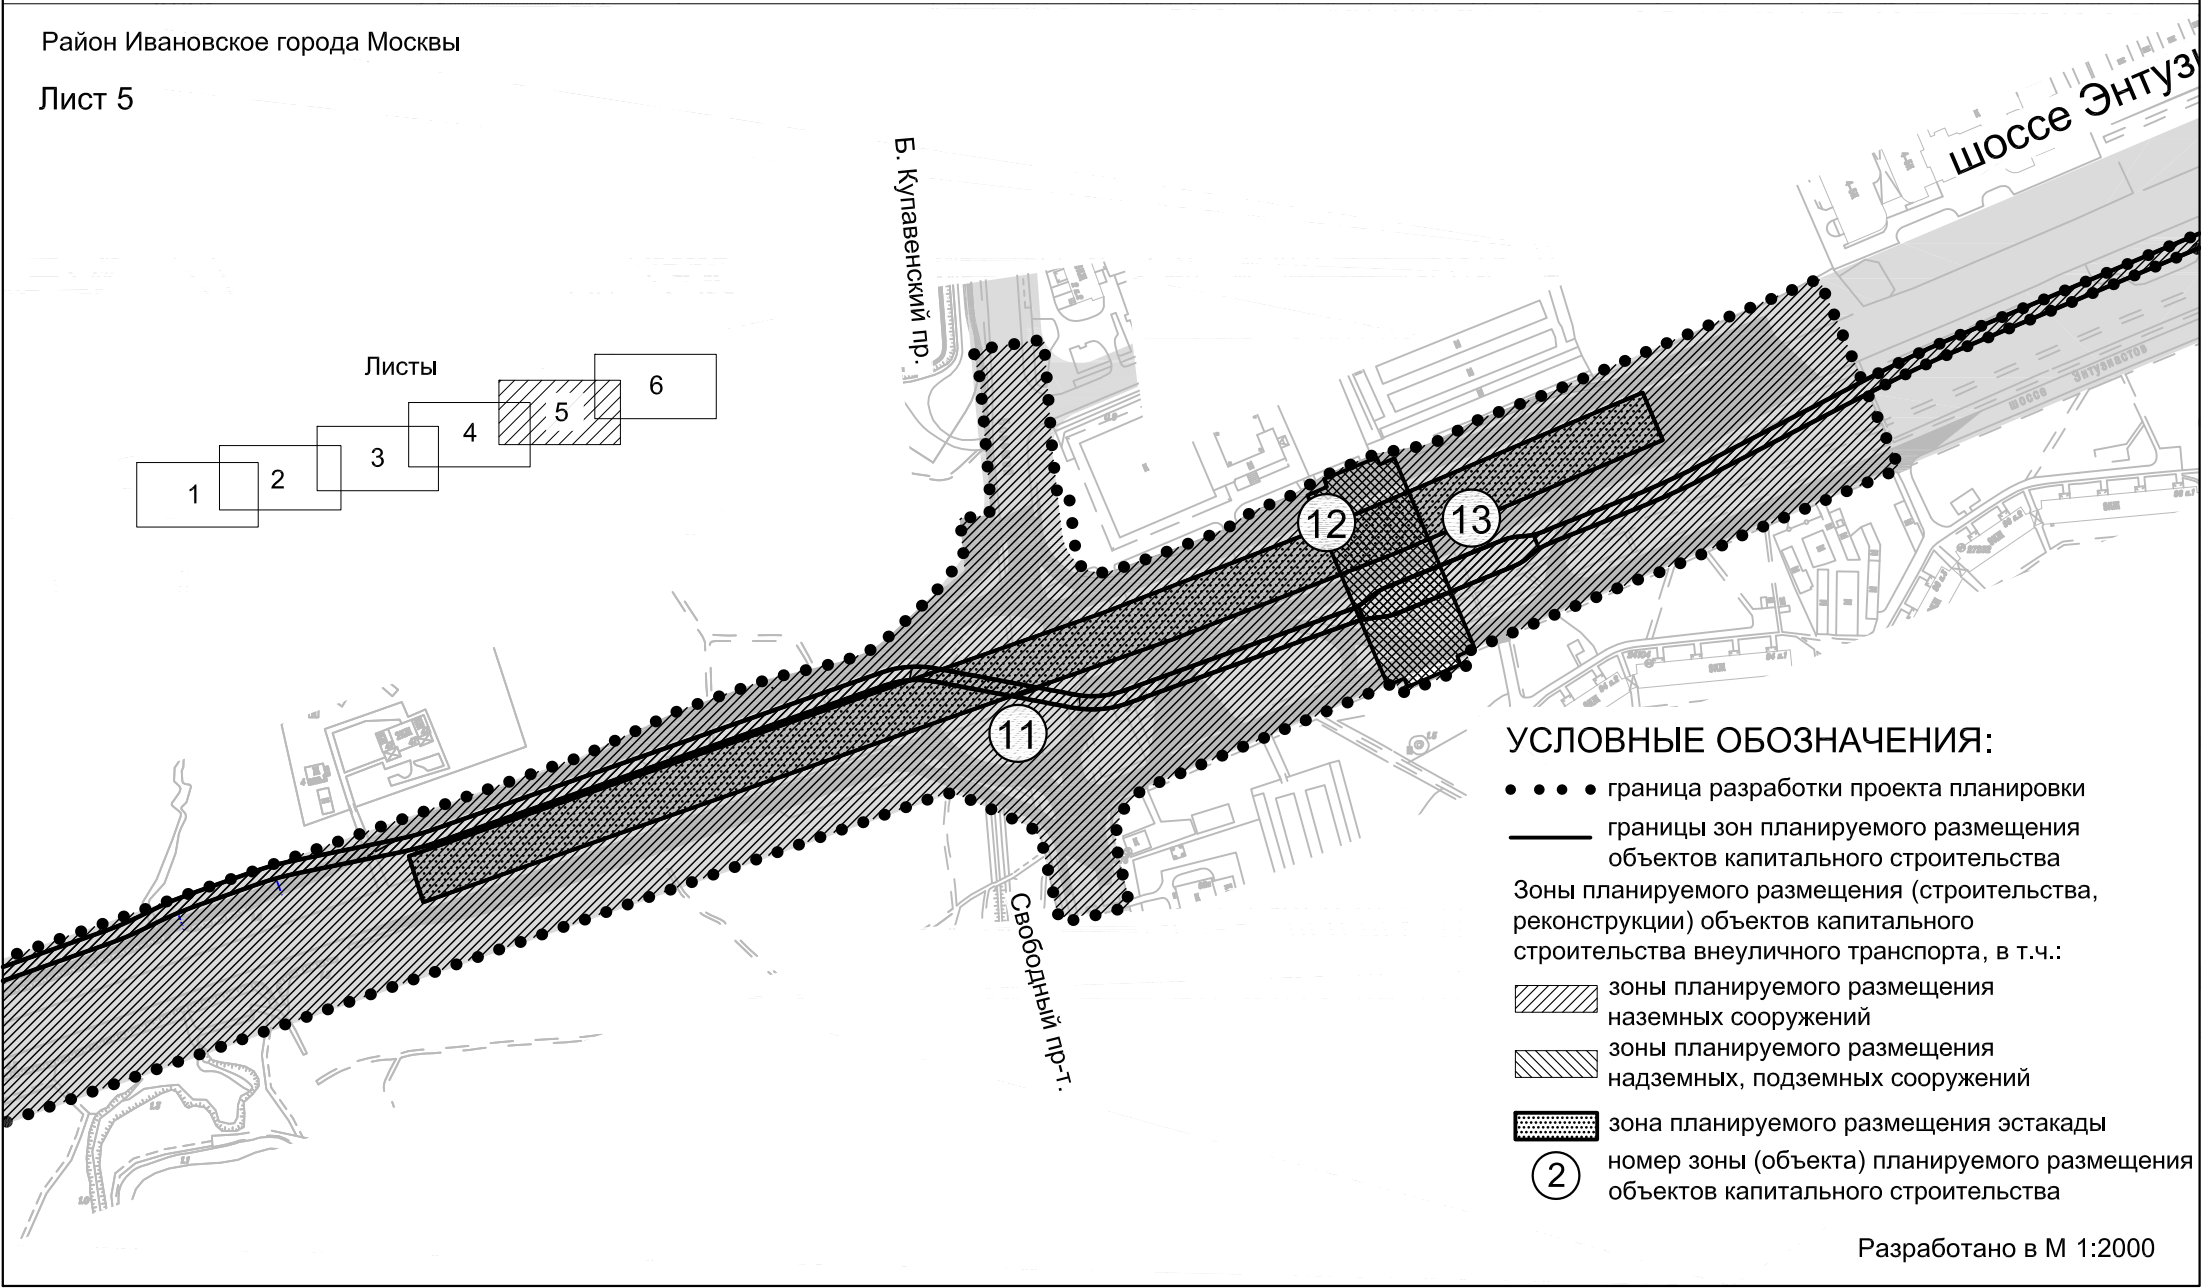 Район Ивановское города Москвы
Лист 5
шоссе Энтузи
Б. Купавенский пр.
Листы
1
2
3
4
5
6
12
13
11
шоссе Энтузиастов
Свободный пр-т.
УСЛОВНЫЕ ОБОЗНАЧЕНИЯ:
граница разработки проекта планировки
границы зон планируемого размещения
объектов капитального строительства
Зоны планируемого размещения (строительства,
реконструкции) объектов капитального
строительства внеуличного транспорта, в т.ч.:
зоны планируемого размещения
наземных сооружений
зоны планируемого размещения
надземных, подземных сооружений
зона планируемого размещения эстакады
2
номер зоны (объекта) планируемого размещения
объектов капитального строительства
Разработано в М 1:2000